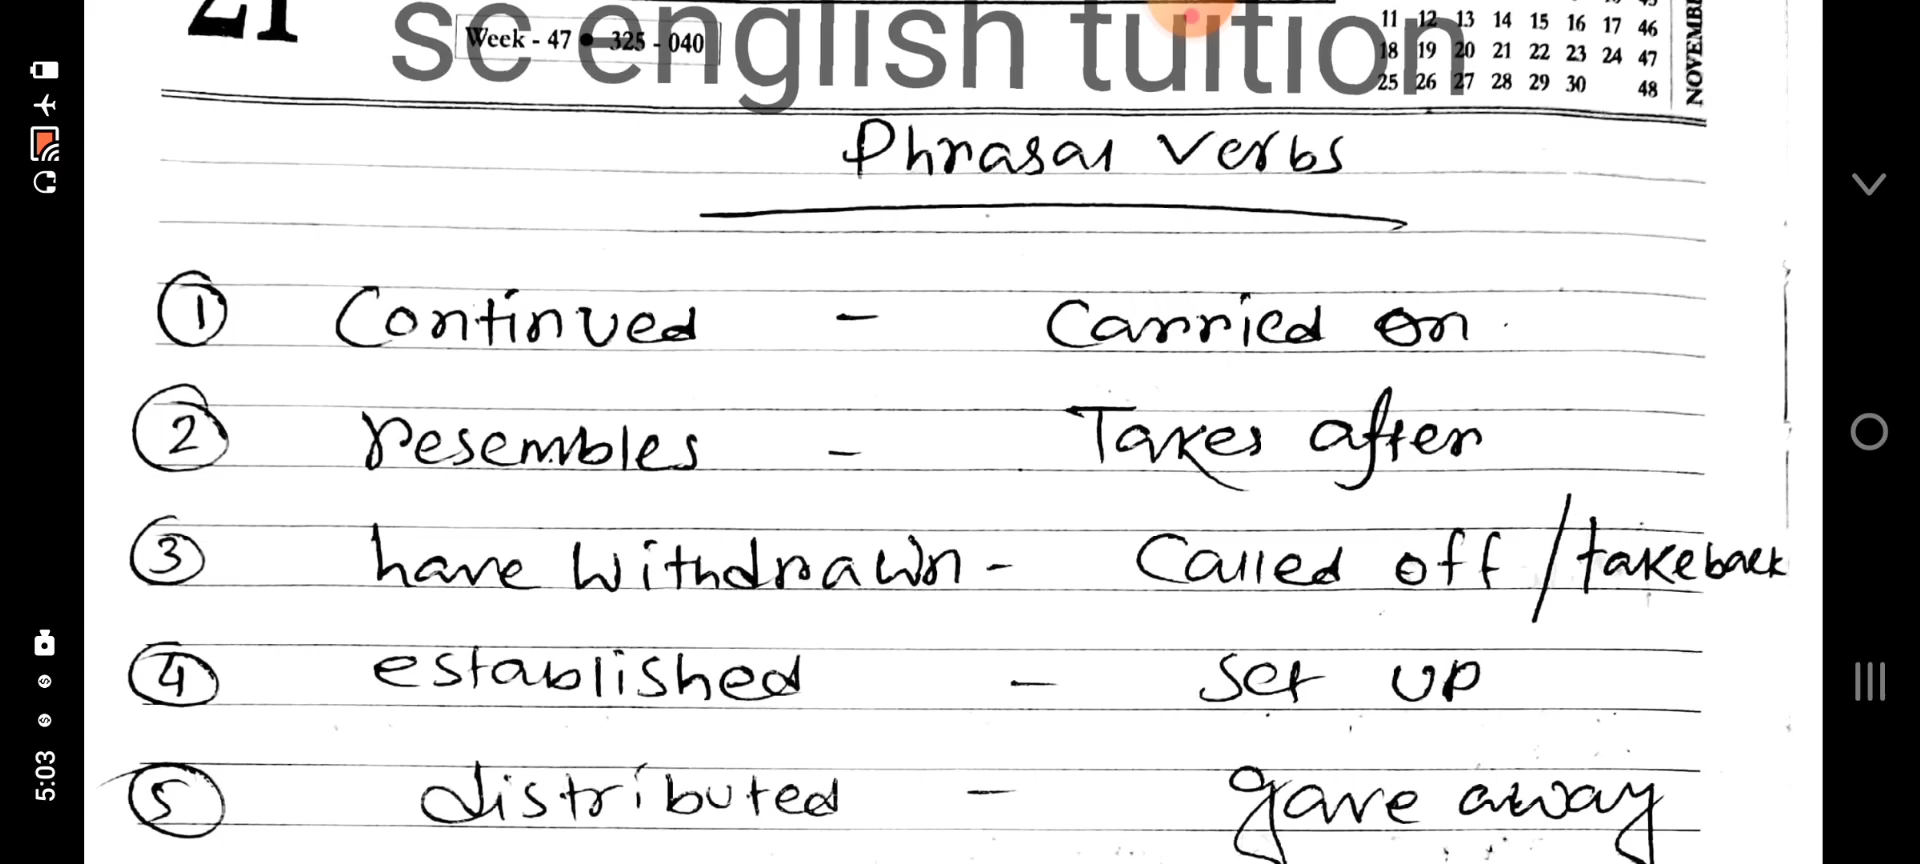 21
Week - 47 • 325 - 040
sc english tuition
11 12 13 14 15 16 17 46
18 19 20 21 22 23 24 47
25 26 27 28 29 30 48
NOVEMBE
Phrasal Verbs
1 Continued - Carried on
2 resembles - Takes after
3 have withdrawn - Called off / take back
4 established - set up
5 distributed - gave away
5:03